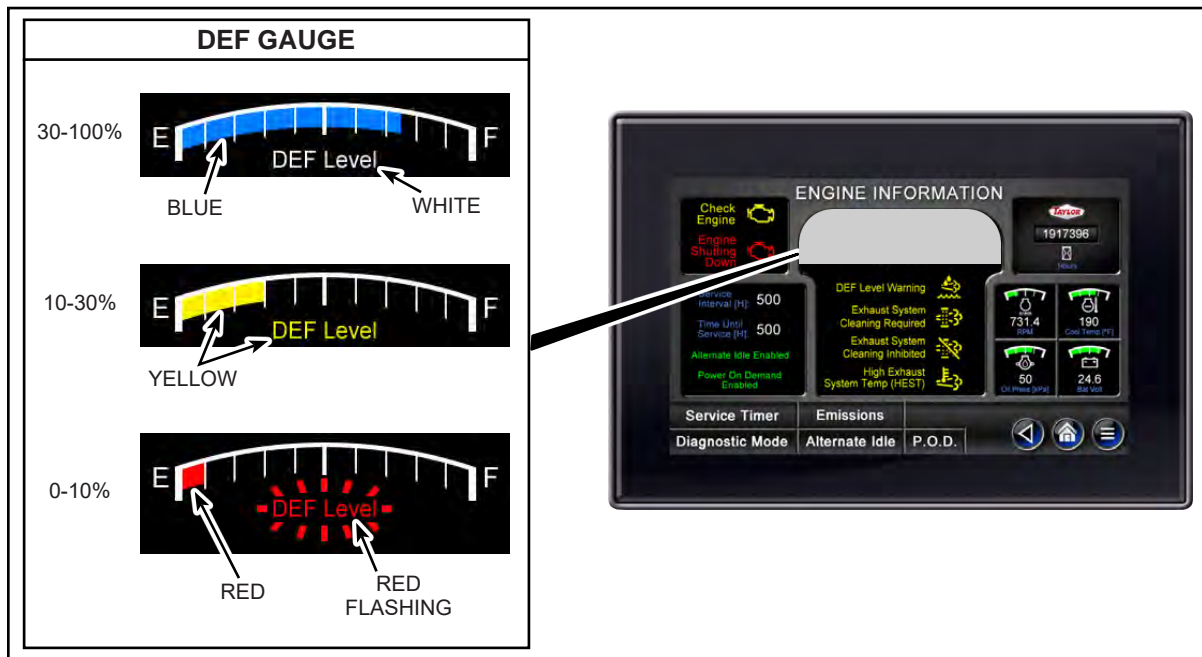 DEF GAUGE
30-100%
E
F
DEF Level
BLUE
WHITE
10-30%
E
F
DEF Level
YELLOW
0-10%
E
F
DEF Level
RED
RED
FLASHING
ENGINE INFORMATION
Check
Engine
Engine
Shutting
Down
Service
Interval [H]: 500
Time Until
Service [H]: 500
Alternate Idle Enabled
Power On Demand
Enabled
DEF Level Warning
Exhaust System
Cleaning Required
Exhaust System
Cleaning Inhibited
High Exhaust
System Temp (HEST)
TAYLOR
1917396
Hours
731.4
RPM
190
Cool Temp [°F]
50
Oil Press [kPa]
24.6
Bat Volt
Service Timer
Emissions
Diagnostic Mode
Alternate Idle
P.O.D.